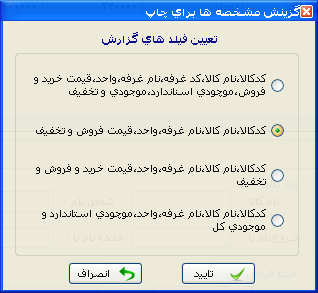 گزينش مشخصه ها براي چاپ
تعيين فيلد هاي گزارش
كدكالا،نام كالا،كد غرفه،نام غرفه،واحد،قيمت خريد و
فروش،موجودي استاندارد،موجودي و تخفيف
كدكالا،نام كالا،نام غرفه،واحد،قيمت فروش و تخفيف
كدكالا،نام كالا،نام غرفه،واحد،قيمت خريد و فروش و
تخفيف
كدكالا،نام كالا،نام غرفه،واحد،موجودي استاندارد و
موجودي كل
تاييد
انصراف